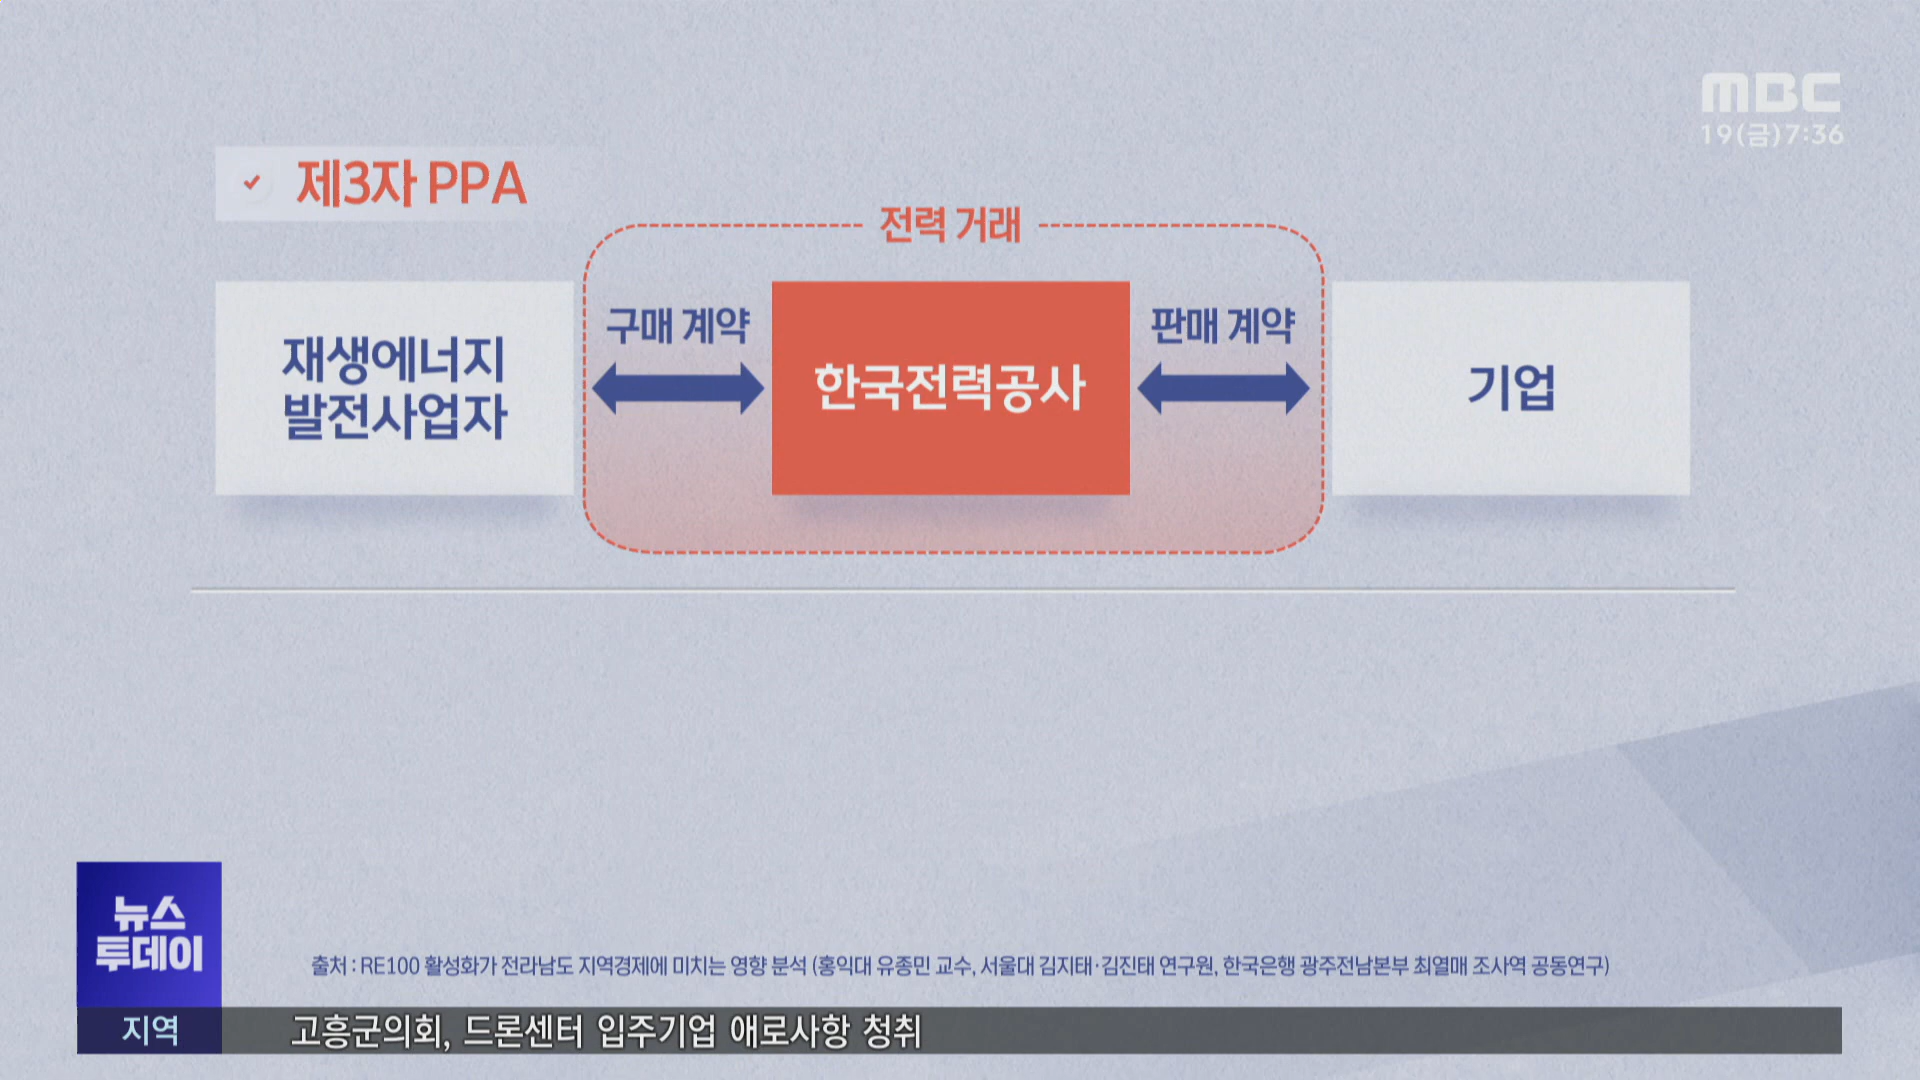 MBC
19(금)7:36
제3자 PPA
전력 거래
구매 계약
판매 계약
재생에너지
발전사업자
한국전력공사
기업
뉴스
투데이
출처 : RE100 활성화가 전라남도 지역경제에 미치는 영향 분석 (홍익대 유종민 교수, 서울대 김지태·김진태 연구원, 한국은행 광주전남본부 최열매 조사역 공동연구)
지역
고흥군의회, 드론센터 입주기업 애로사항 청취